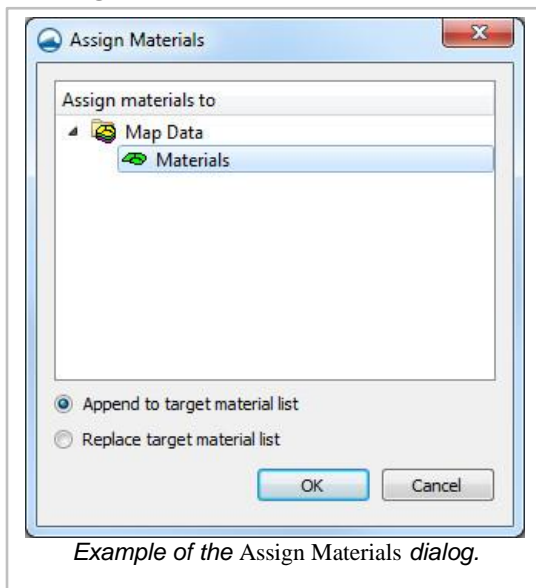 Assign Materials
Assign materials to
Map Data
Materials
Append to target material list
Replace target material list
OK Cancel
Example of the Assign Materials dialog.